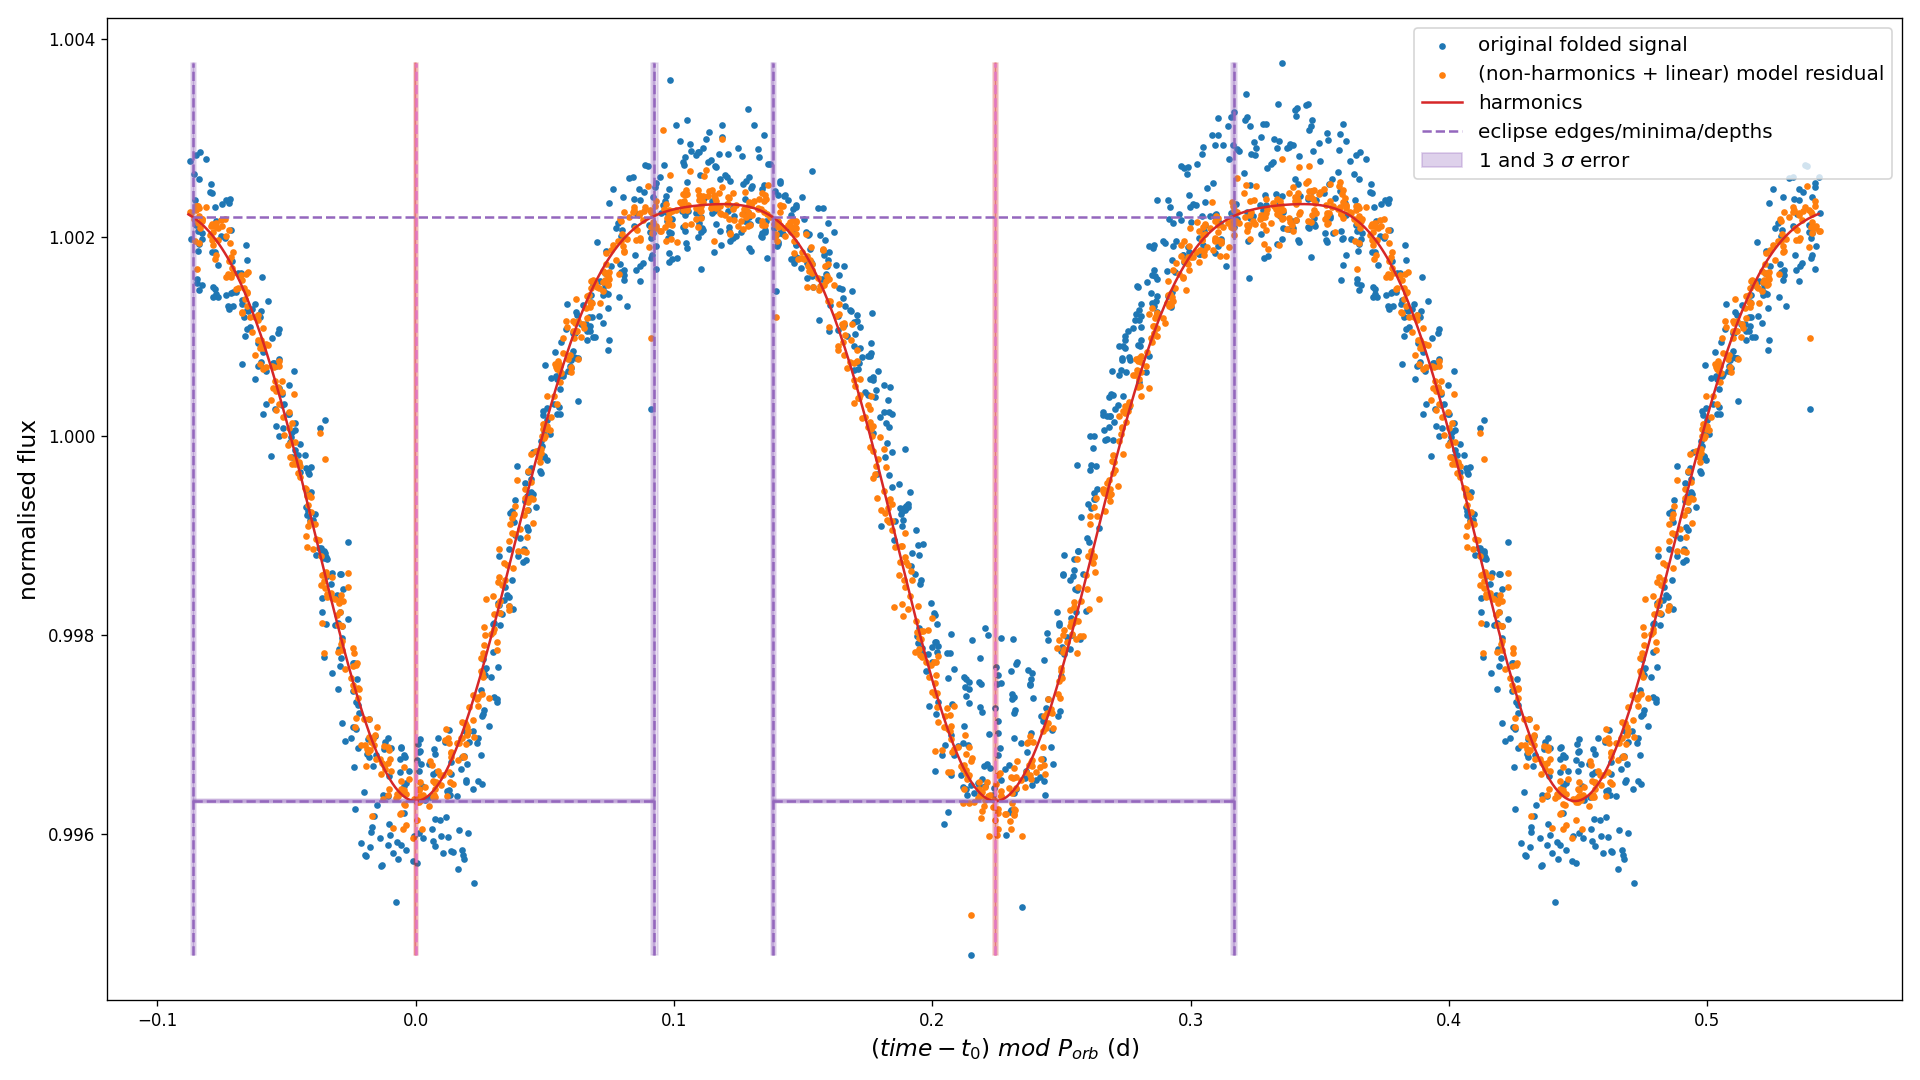 original folded signal
(non-harmonics + linear) model residual
harmonics
eclipse edges/minima/depths
1 and 3 σ error
normalised flux
1.004
1.002
1.000
0.998
0.996
−0.1
0.0
0.1
0.2
0.3
0.4
0.5
(time − t₀) mod P_orb (d)